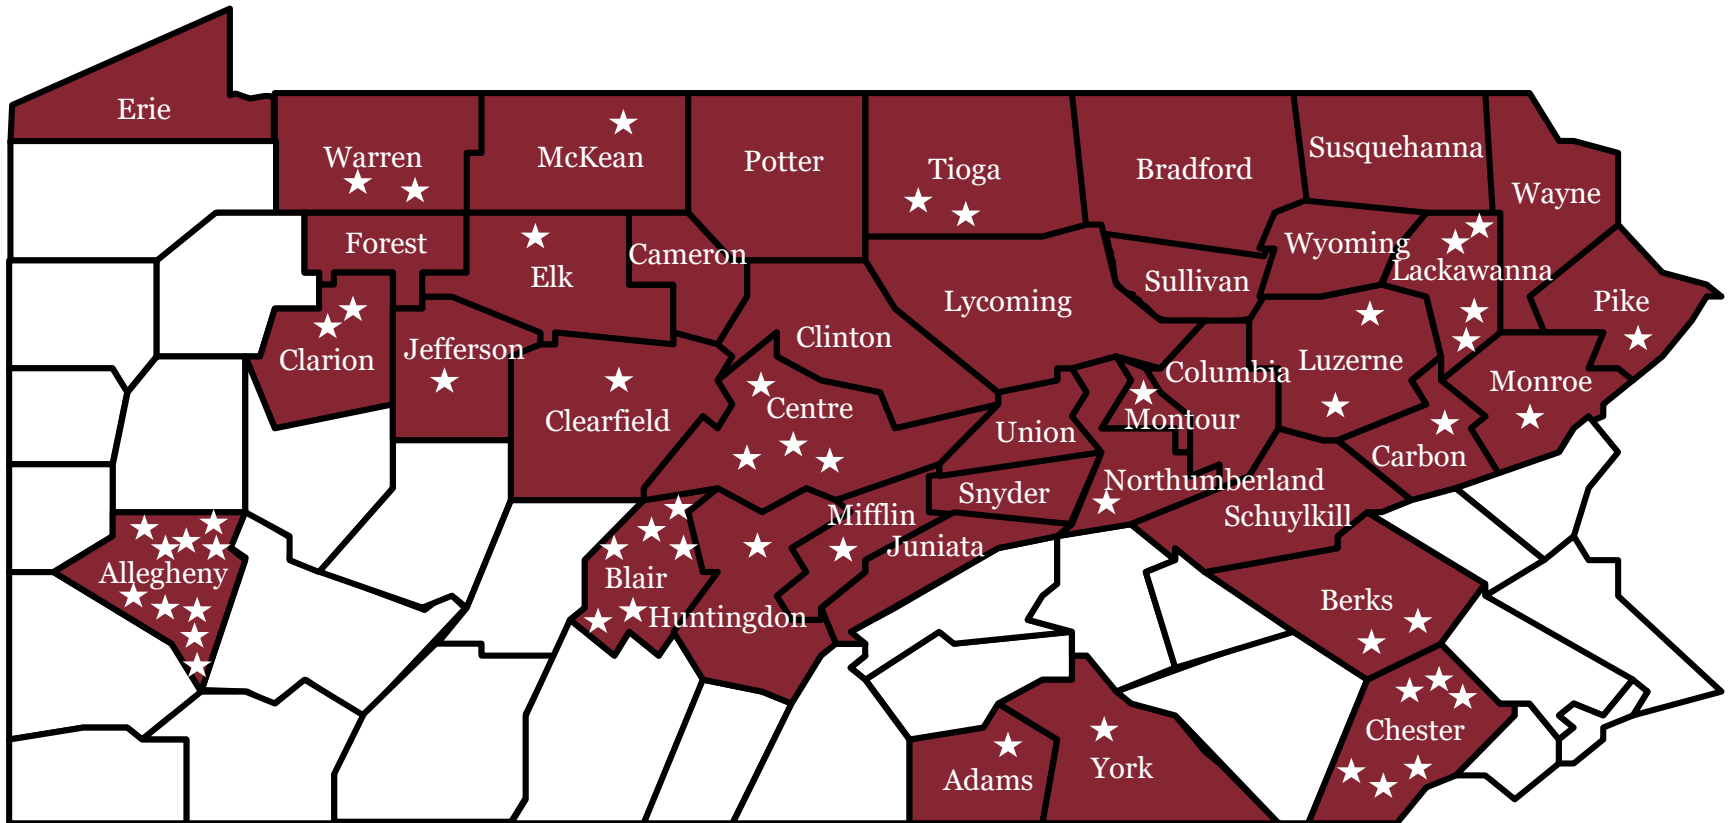 Erie
Warren
McKean
Potter
Tioga
Bradford
Susquehanna
Wayne
Forest
Elk
Cameron
Lycoming
Sullivan
Wyoming
Lackawanna
Pike
Clarion
Jefferson
Clearfield
Clinton
Centre
Columbia
Luzerne
Monroe
Union
Montour
Carbon
Snyder
Northumberland
Schuylkill
Mifflin
Juniata
Allegheny
Blair
Huntingdon
Berks
Adams
York
Chester